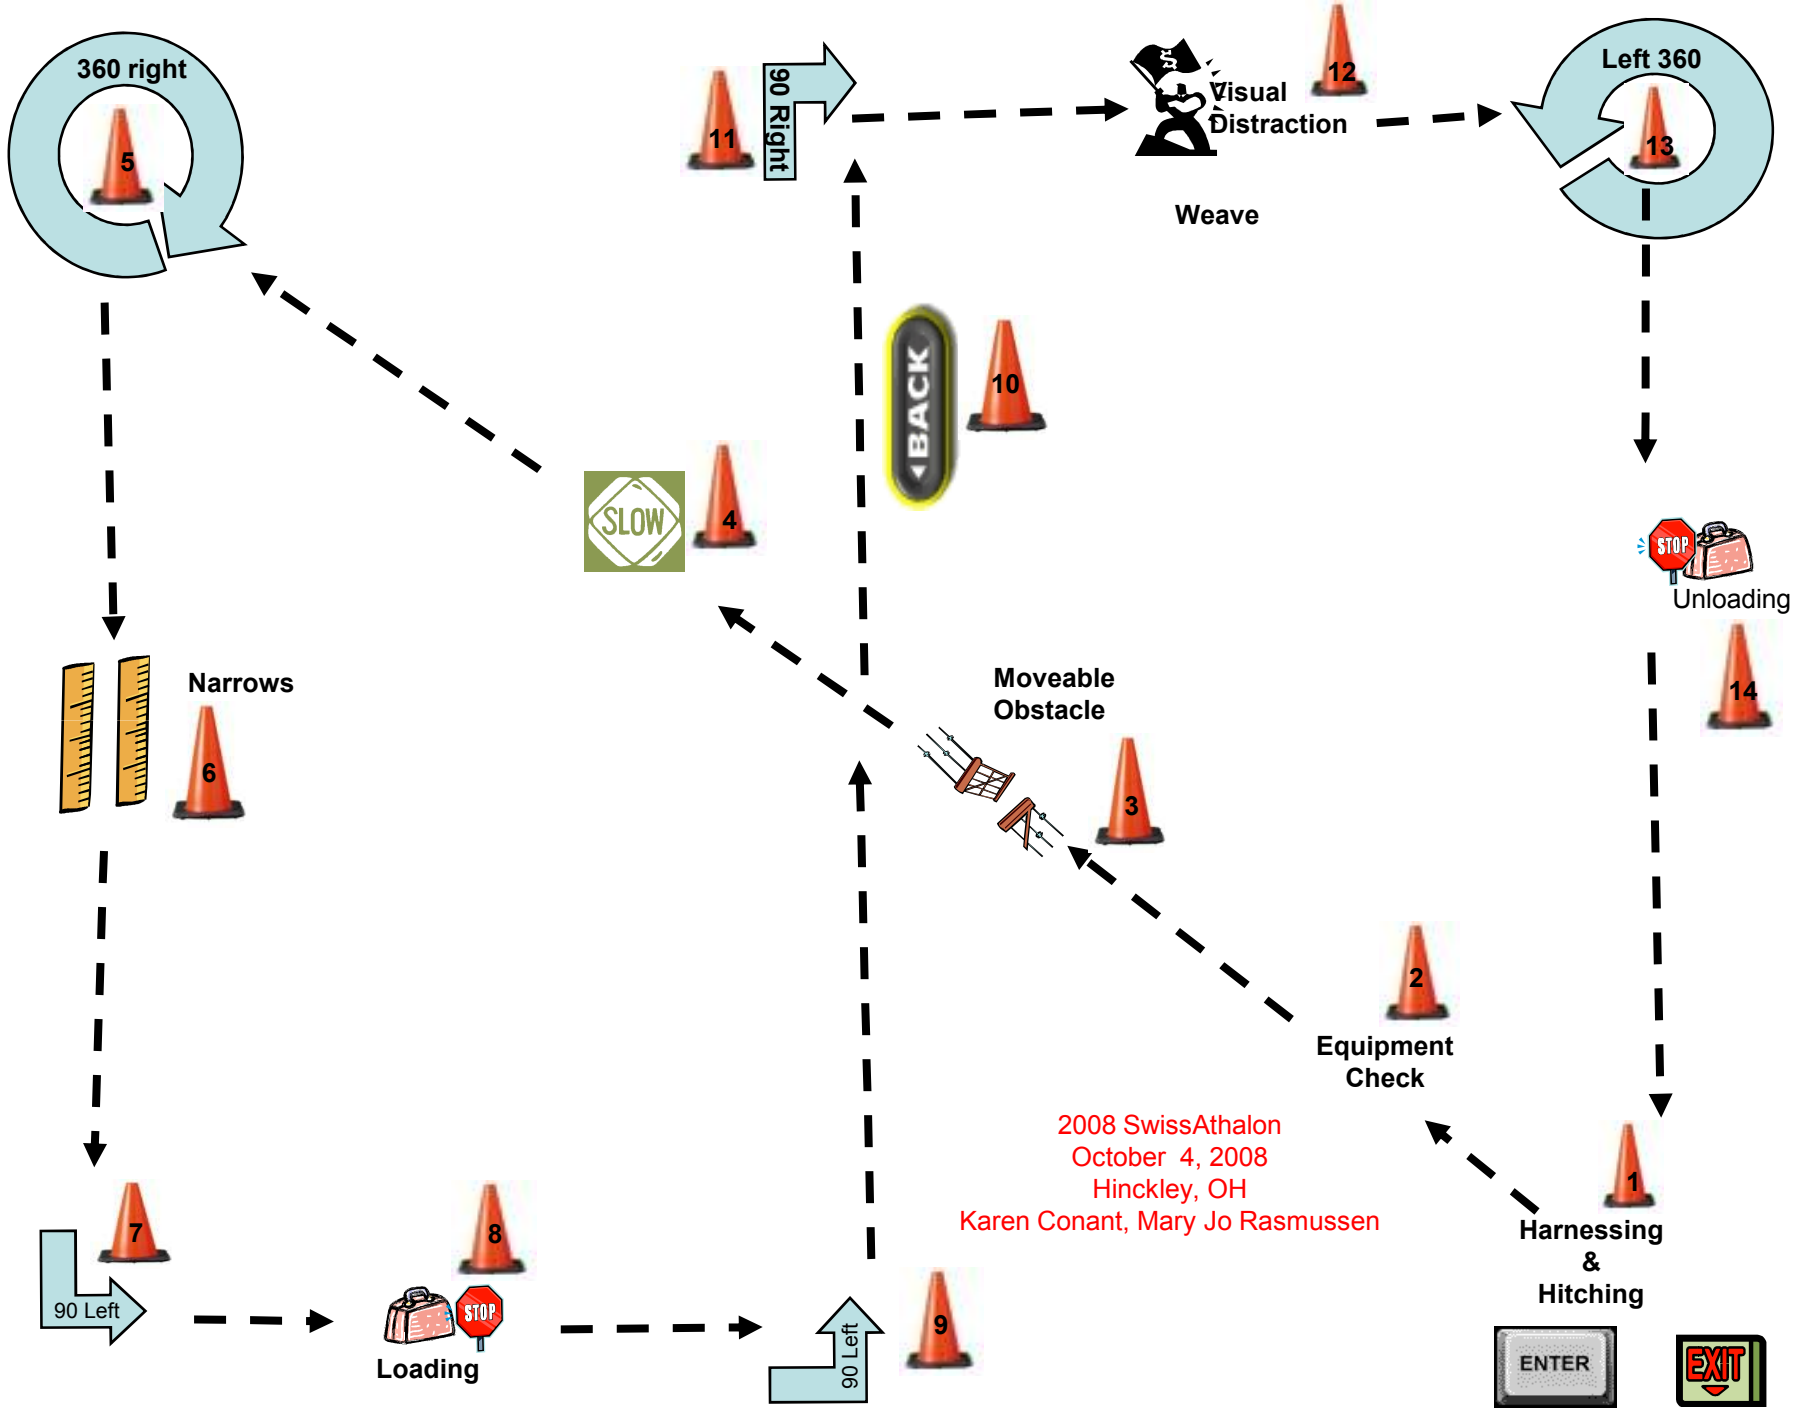 360 right
5
11
90 Right
Visual
Distraction
12
Left 360
13
Weave
BACK
10
SLOW
4
STOP
Unloading
14
Narrows
6
Moveable
Obstacle
3
2
Equipment
Check
2008 SwissAthalon
October 4, 2008
Hinckley, OH
Karen Conant, Mary Jo Rasmussen
1
Harnessing
&
Hitching
7
90 Left
8
STOP
Loading
9
90 Left
ENTER
EXIT